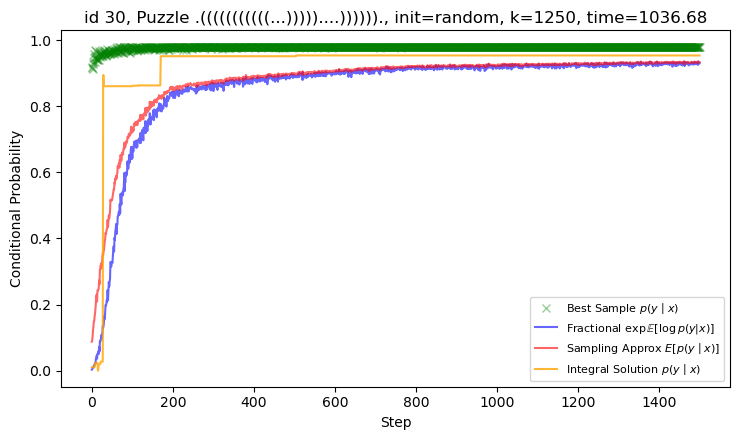 id 30, Puzzle .(((((((((((...)))))....))))))., init=random, k=1250, time=1036.68
Conditional Probability
1.0
0.8
0.6
0.4
0.2
0.0
Best Sample p(y | x)
Fractional exp 𝔼[log p(y|x)]
Sampling Approx E[p(y | x)]
Integral Solution p(y | x)
0 200 400 600 800 1000 1200 1400
Step